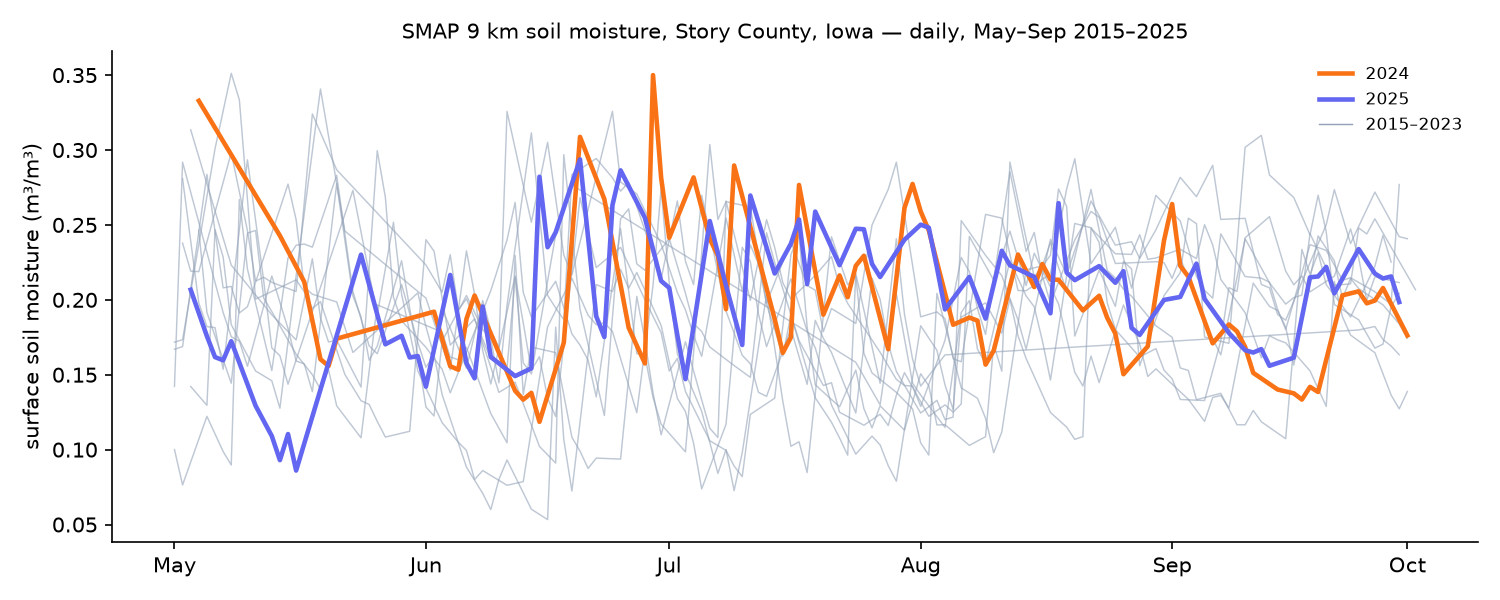 SMAP 9 km soil moisture, Story County, Iowa — daily, May–Sep 2015–2025
2024
2025
2015–2023
surface soil moisture (m³/m³)
0.35
0.30
0.25
0.20
0.15
0.10
0.05
May
Jun
Jul
Aug
Sep
Oct